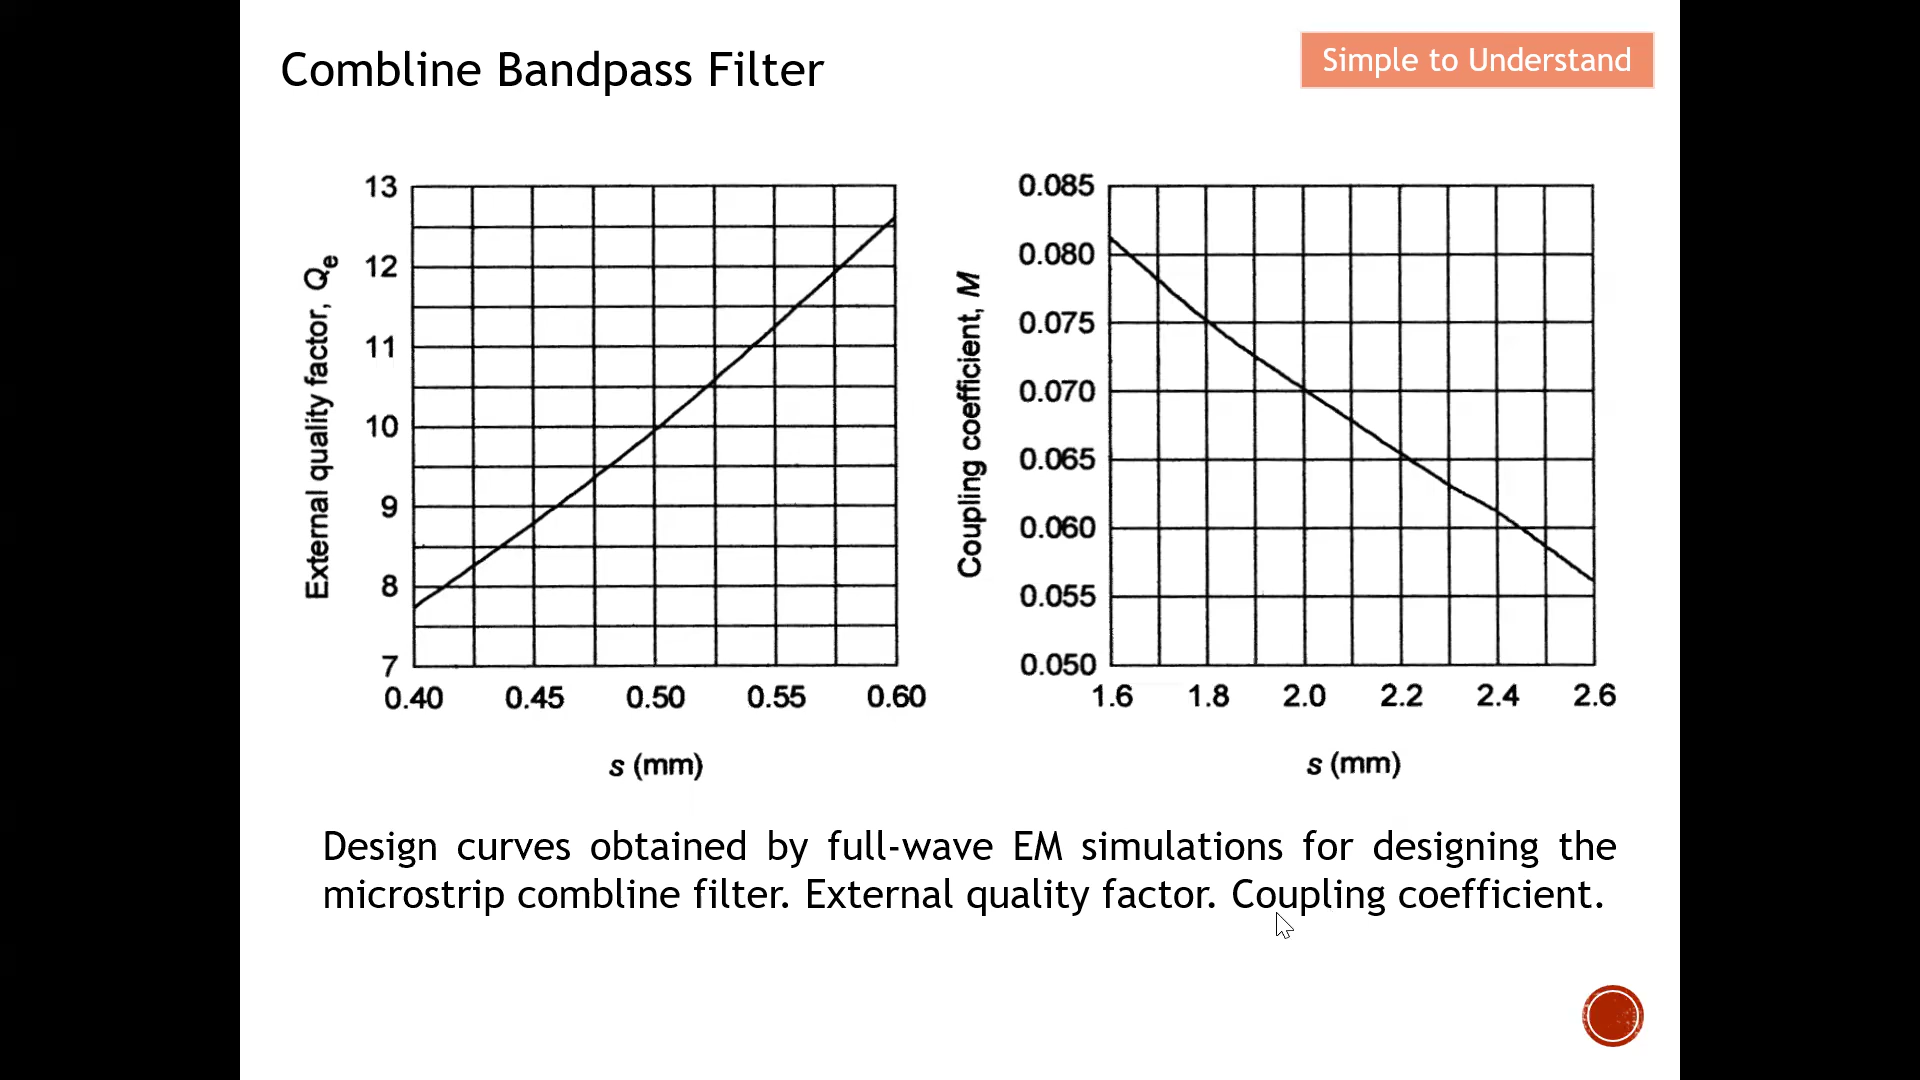 Combline Bandpass Filter
Simple to Understand
External quality factor, Qe
13
12
11
10
9
8
7
0.40 0.45 0.50 0.55 0.60
s (mm)
Coupling coefficient, M
0.085
0.080
0.075
0.070
0.065
0.060
0.055
0.050
1.6 1.8 2.0 2.2 2.4 2.6
s (mm)
Design curves obtained by full-wave EM simulations for designing the
microstrip combline filter. External quality factor. Coupling coefficient.